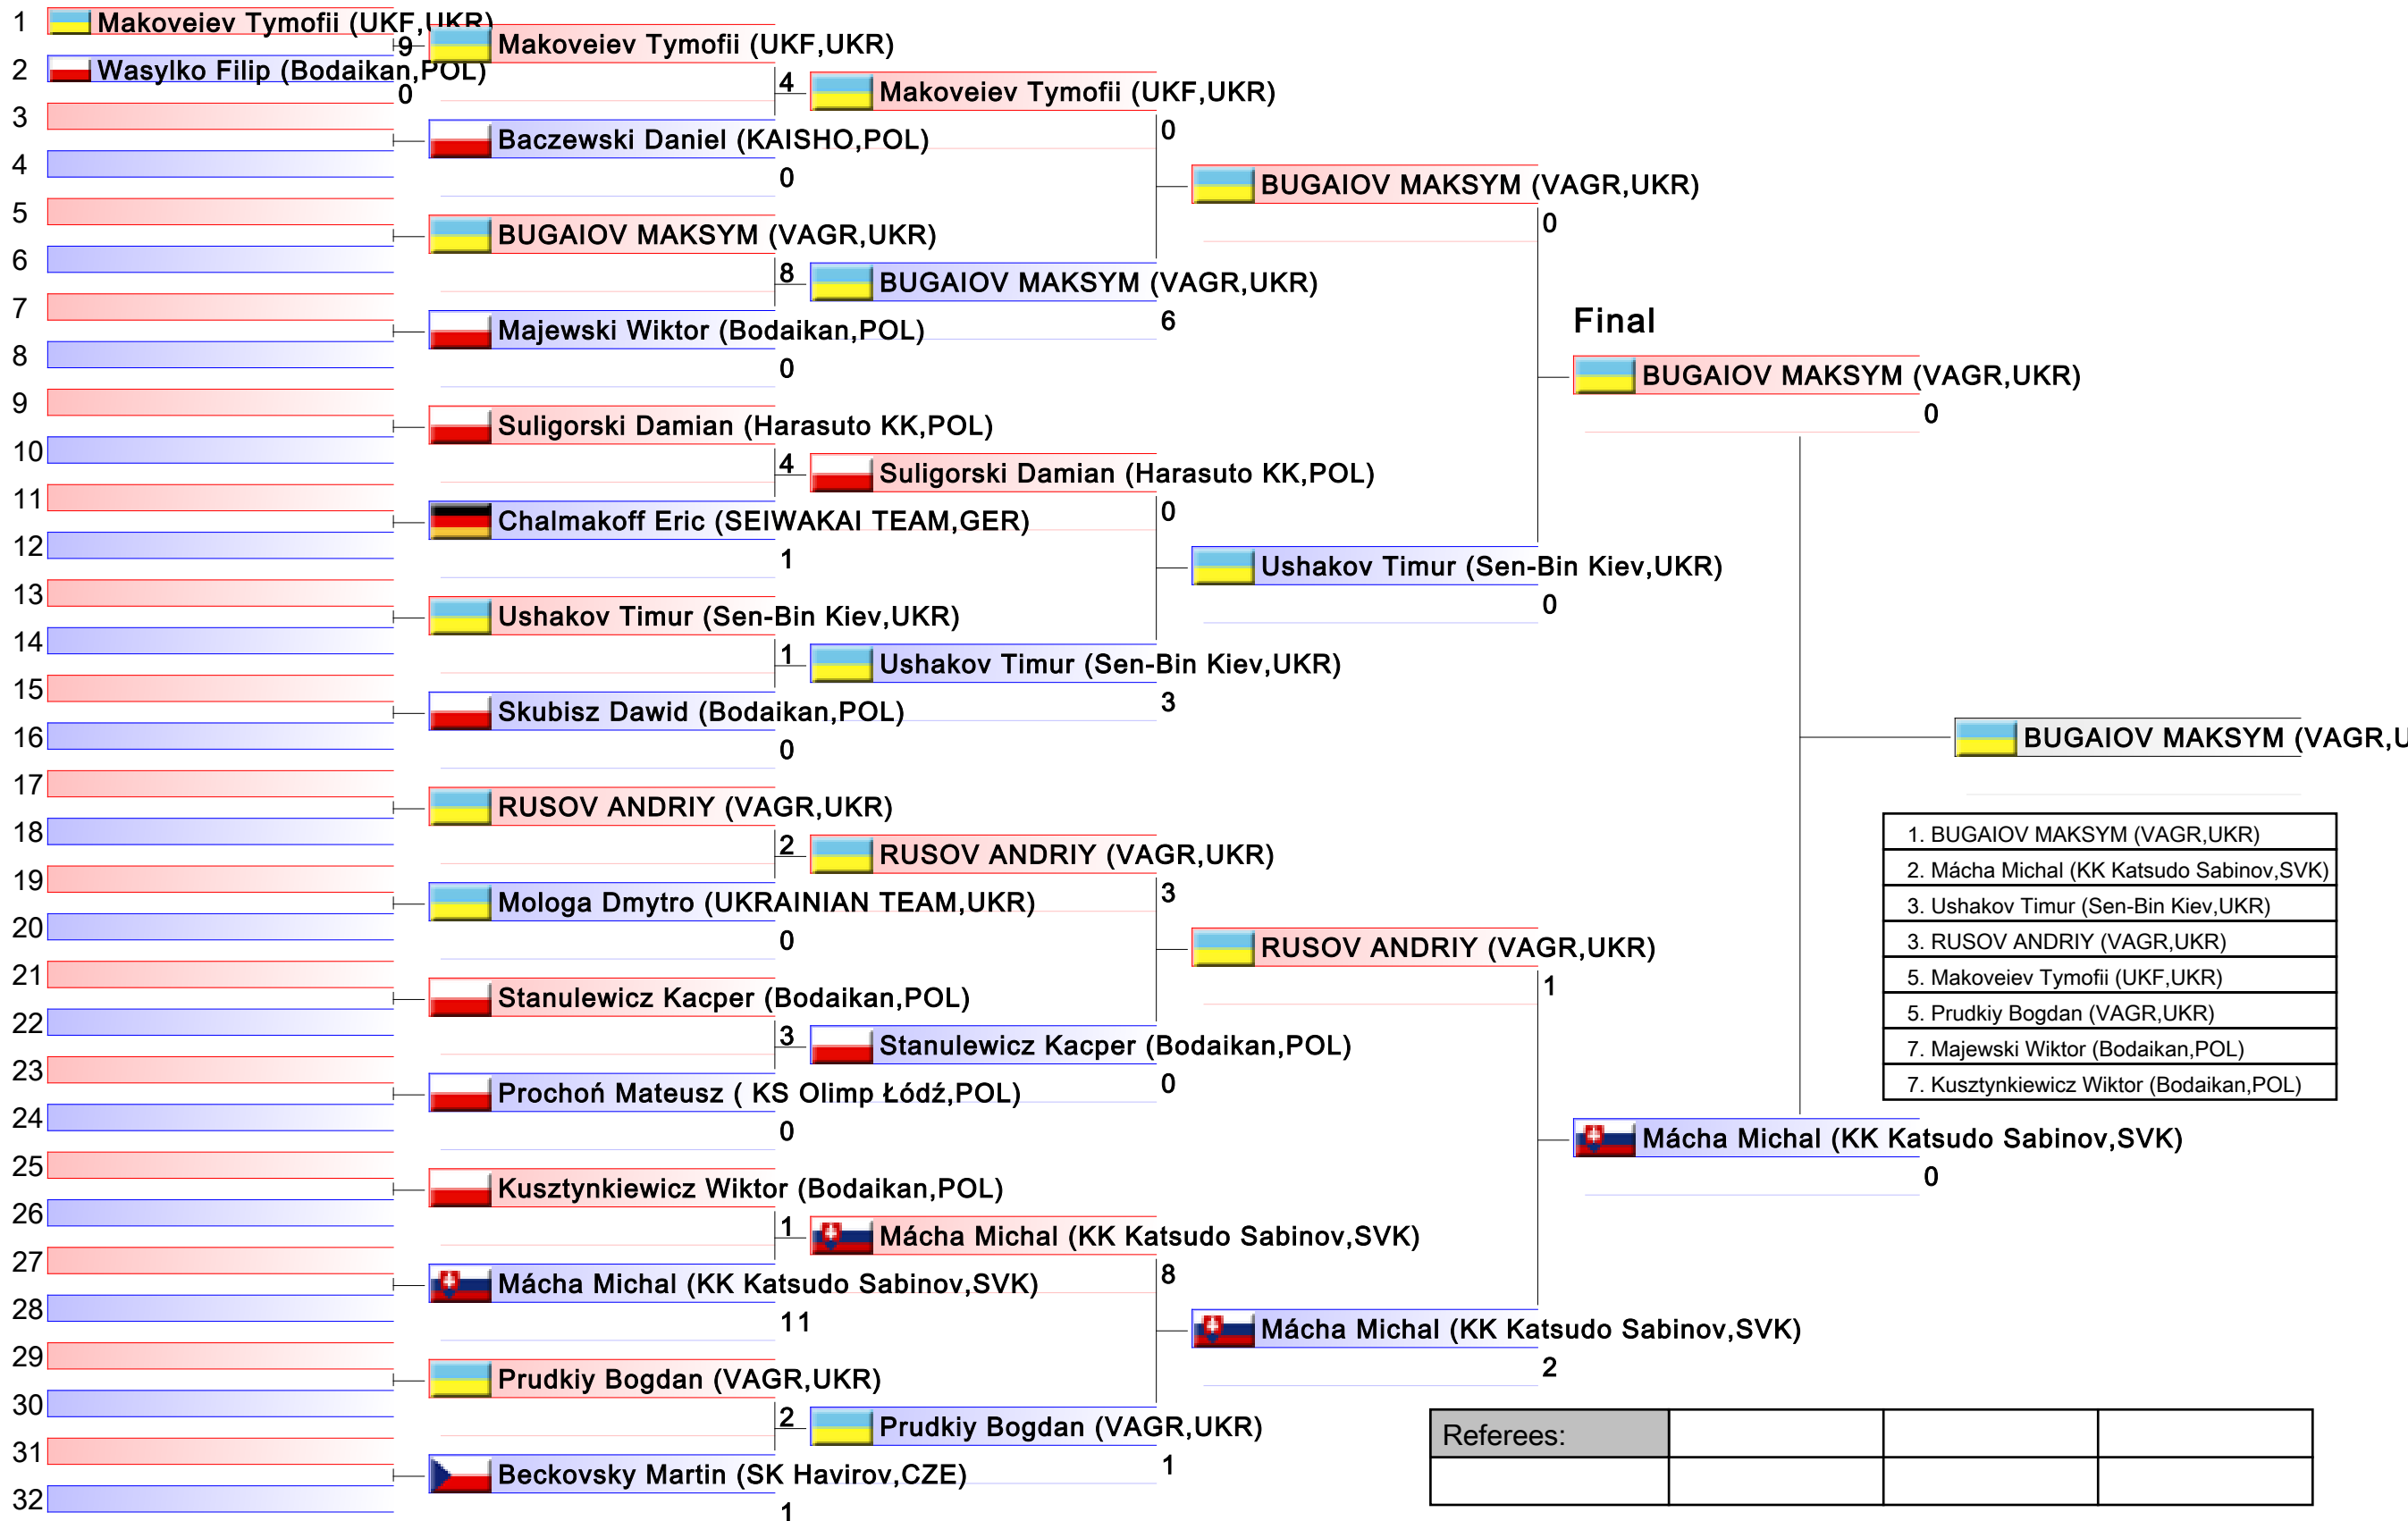 1 Makoveiev Tymofii (UKF,UKR)
9
2 Wasylko Filip (Bodaikan,POL)
0
3
4
5
6
7
8
9
10
11
12
13
14
15
16
17
18
19
20
21
22
23
24
25
26
27
28
29
30
31
32
Makoveiev Tymofii (UKF,UKR)
4
Baczewski Daniel (KAISHO,POL)
0
BUGAIOV MAKSYM (VAGR,UKR)
8
Majewski Wiktor (Bodaikan,POL)
0
Suligorski Damian (Harasuto KK,POL)
4
Chalmakoff Eric (SEIWAKAI TEAM,GER)
1
Ushakov Timur (Sen-Bin Kiev,UKR)
1
Skubisz Dawid (Bodaikan,POL)
0
RUSOV ANDRIY (VAGR,UKR)
2
Mologa Dmytro (UKRAINIAN TEAM,UKR)
0
Stanulewicz Kacper (Bodaikan,POL)
3
Prochoń Mateusz ( KS Olimp Łódź,POL)
0
Kusztynkiewicz Wiktor (Bodaikan,POL)
1
Mácha Michal (KK Katsudo Sabinov,SVK)
11
Prudkiy Bogdan (VAGR,UKR)
2
Beckovsky Martin (SK Havirov,CZE)
1
Makoveiev Tymofii (UKF,UKR)
0
BUGAIOV MAKSYM (VAGR,UKR)
6
Suligorski Damian (Harasuto KK,POL)
0
Ushakov Timur (Sen-Bin Kiev,UKR)
3
RUSOV ANDRIY (VAGR,UKR)
3
Stanulewicz Kacper (Bodaikan,POL)
0
Mácha Michal (KK Katsudo Sabinov,SVK)
8
Prudkiy Bogdan (VAGR,UKR)
1
BUGAIOV MAKSYM (VAGR,UKR)
0
Ushakov Timur (Sen-Bin Kiev,UKR)
0
RUSOV ANDRIY (VAGR,UKR)
1
Mácha Michal (KK Katsudo Sabinov,SVK)
2
Final
BUGAIOV MAKSYM (VAGR,UKR)
0
Mácha Michal (KK Katsudo Sabinov,SVK)
0
BUGAIOV MAKSYM (VAGR,U
1. BUGAIOV MAKSYM (VAGR,UKR)
2. Mácha Michal (KK Katsudo Sabinov,SVK)
3. Ushakov Timur (Sen-Bin Kiev,UKR)
3. RUSOV ANDRIY (VAGR,UKR)
5. Makoveiev Tymofii (UKF,UKR)
5. Prudkiy Bogdan (VAGR,UKR)
7. Majewski Wiktor (Bodaikan,POL)
7. Kusztynkiewicz Wiktor (Bodaikan,POL)
Referees: